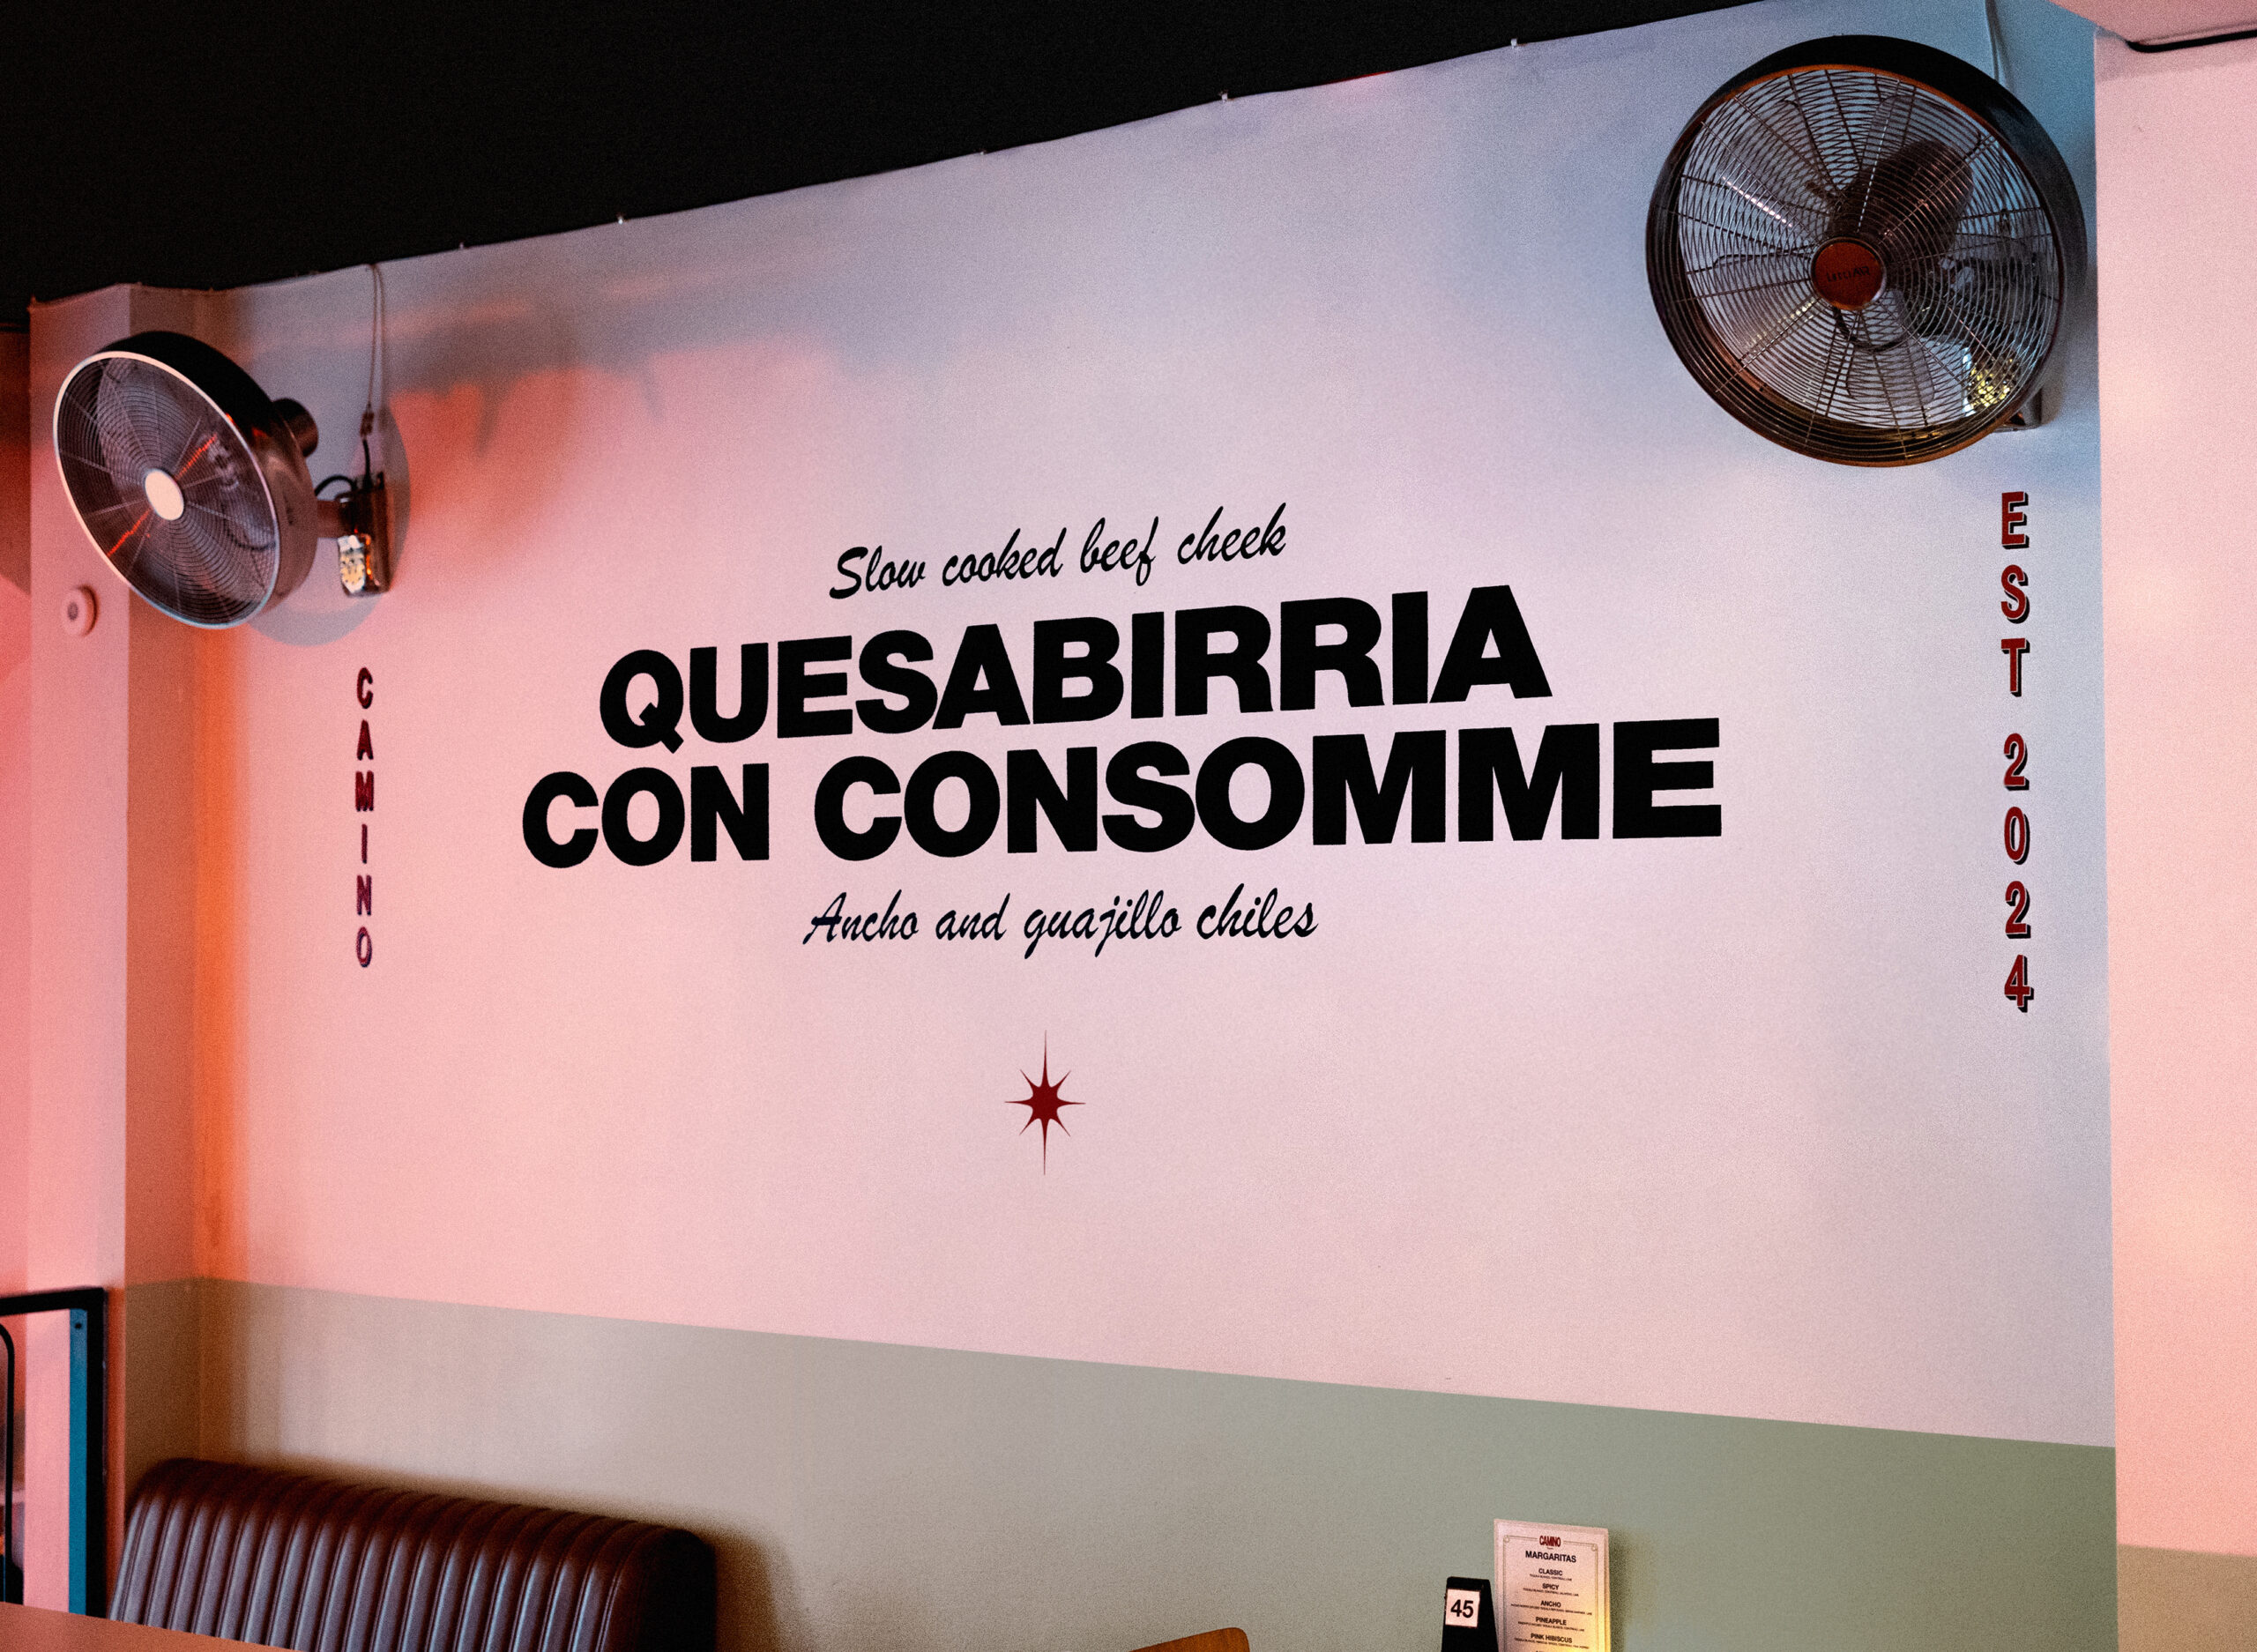 Slow cooked beef cheek
QUESABIRRIA
CON CONSOMME
Ancho and guajillo chiles
CAMINO
EST 2024
45
CAMINO
MARGARITAS
CLASSIC
SPICY
ANCHO
PINEAPPLE
PINK HIBISCUS